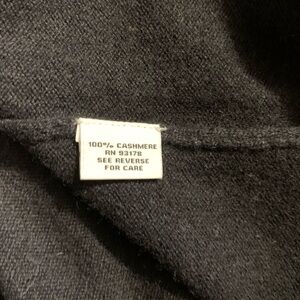 100% CASHMERE
RN 93178
SEE REVERSE
FOR CARE